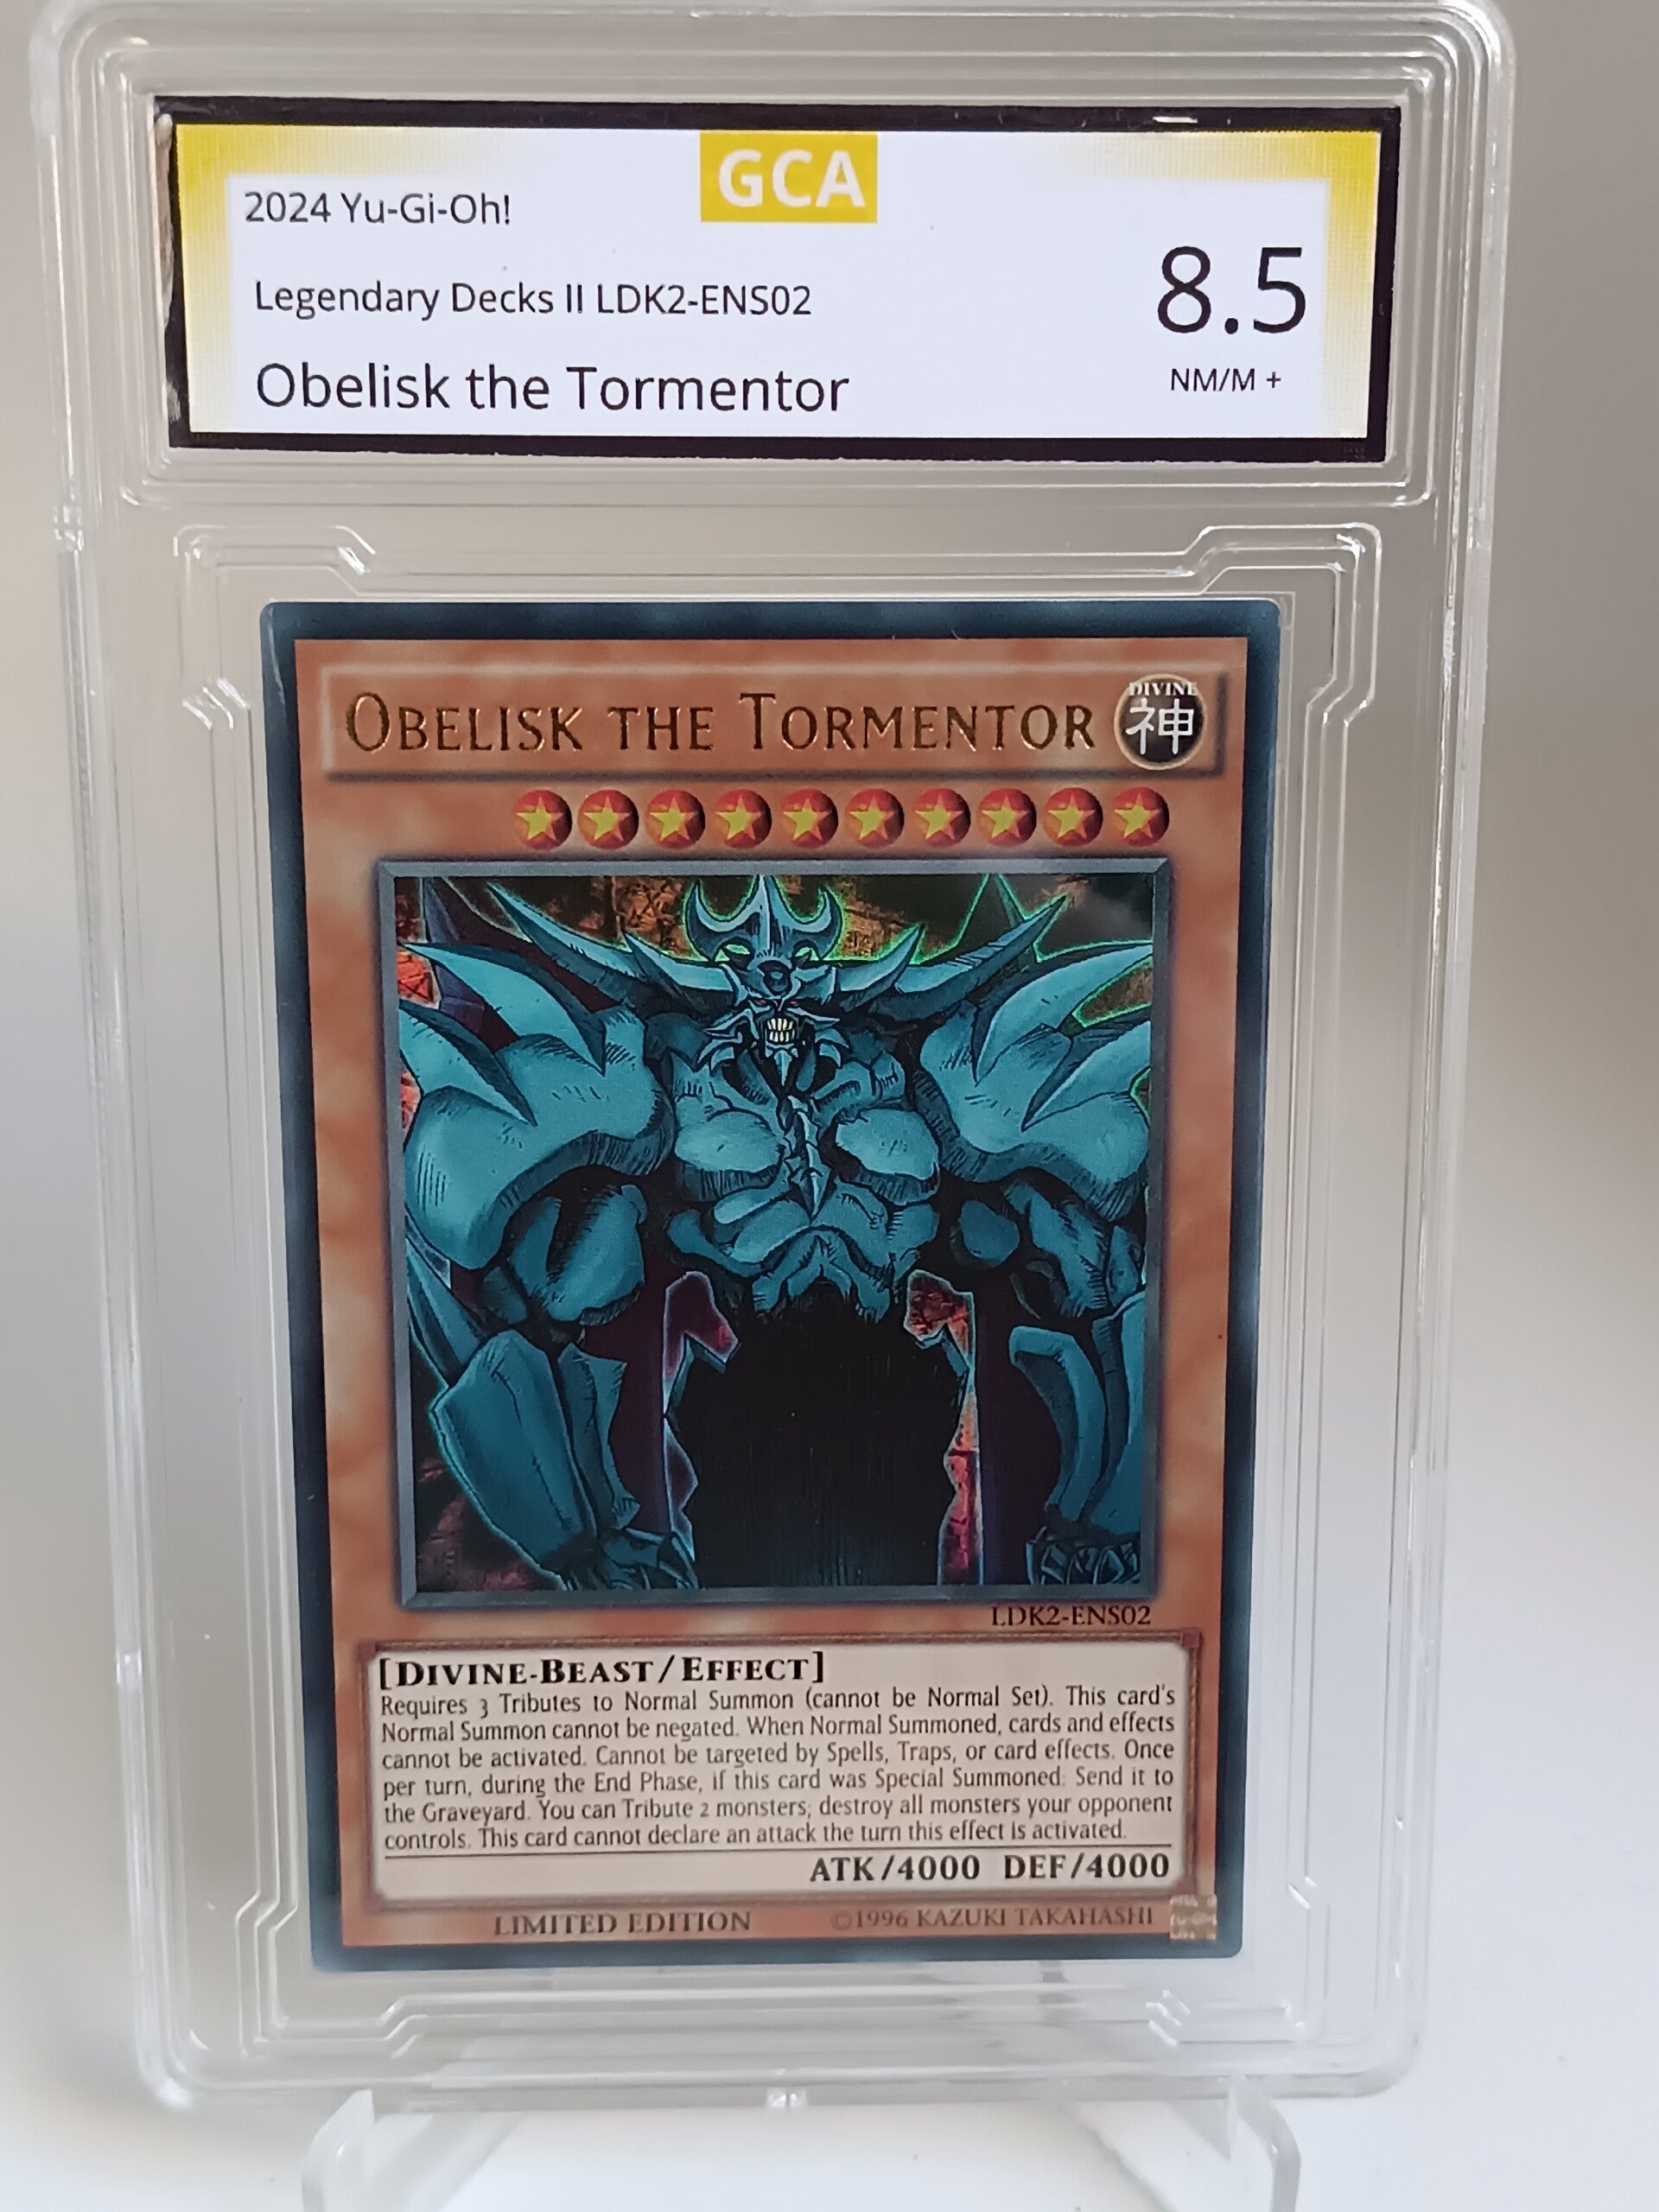 GCA
2024 Yu-Gi-Oh!
Legendary Decks II LDK2-ENS02
Obelisk the Tormentor
8.5
NM/M +
OBELISK THE TORMENTOR
DIVINE
神
LDK2-ENS02
[DIVINE-BEAST/EFFECT]
Requires 3 Tributes to Normal Summon (cannot be Normal Set). This card's
Normal Summon cannot be negated. When Normal Summoned, cards and effects
cannot be activated. Cannot be targeted by Spells, Traps, or card effects. Once
per turn, during the End Phase, if this card was Special Summoned: Send it to
the Graveyard. You can Tribute 2 monsters; destroy all monsters your opponent
controls. This card cannot declare an attack the turn this effect is activated.
ATK/4000 DEF/4000
LIMITED EDITION
©1996 KAZUKI TAKAHASHI